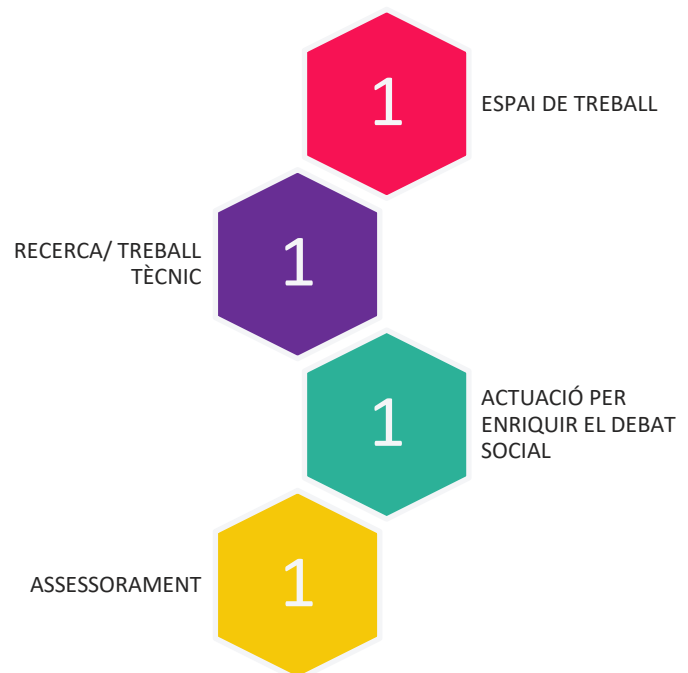 1
ESPAI DE TREBALL
RECERCA/ TREBALL
TÈCNIC
1
1
ACTUACIÓ PER
ENRIQUIR EL DEBAT
SOCIAL
ASSESSORAMENT
1